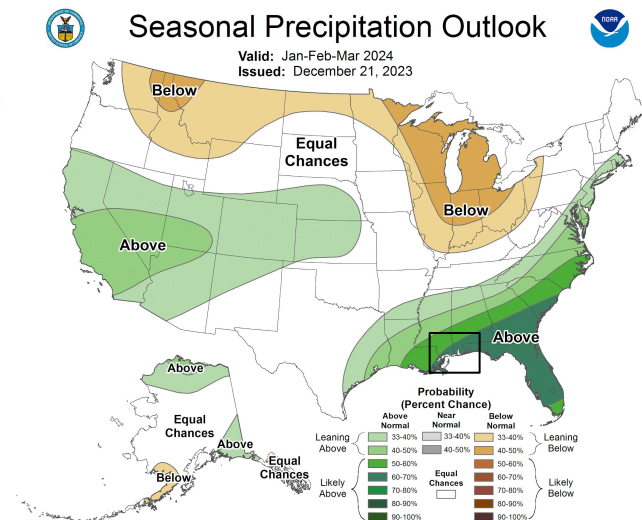 Seasonal Precipitation Outlook
NOAA
Valid: Jan-Feb-Mar 2024
Issued: December 21, 2023
Below
Equal
Chances
Below
Above
Above
Above
Equal
Chances
Above
Equal
Chances
Below
Probability
(Percent Chance)
Above
Normal
Near
Normal
Below
Normal
Leaning
Above
33-40%
40-50%
Likely
Above
50-60%
60-70%
70-80%
80-90%
90-100%
33-40%
40-50%
Equal
Chances
33-40%
40-50%
Leaning
Below
50-60%
60-70%
70-80%
80-90%
90-100%
Likely
Below